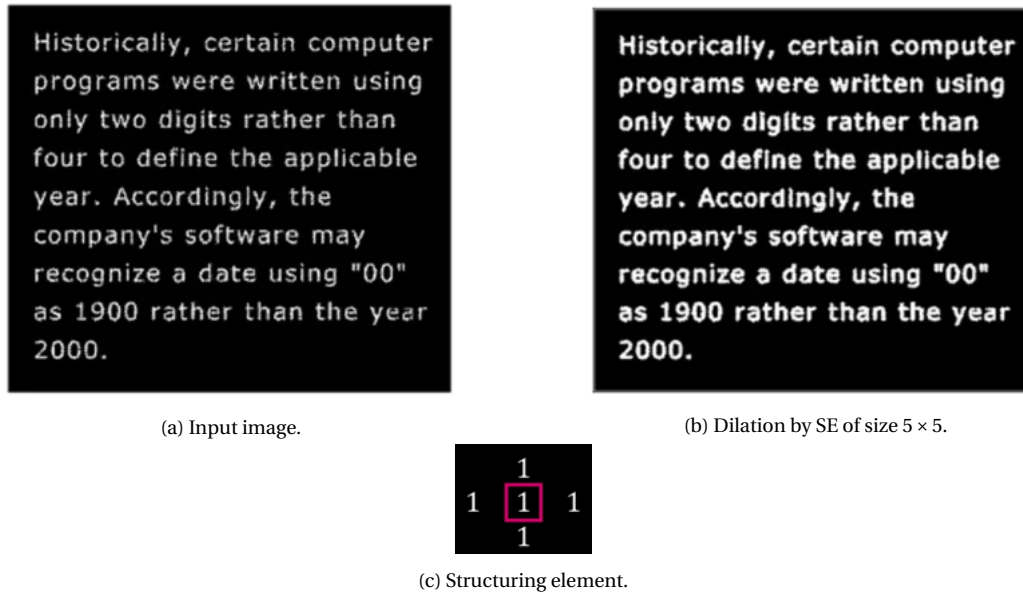 Historically, certain computer
programs were written using
only two digits rather than
four to define the applicable
year. Accordingly, the
company's software may
recognize a date using "00"
as 1900 rather than the year
2000.
(a) Input image.
Historically, certain computer
programs were written using
only two digits rather than
four to define the applicable
year. Accordingly, the
company's software may
recognize a date using "00"
as 1900 rather than the year
2000.
(b) Dilation by SE of size 5 × 5.
1
1 1 1
1
(c) Structuring element.